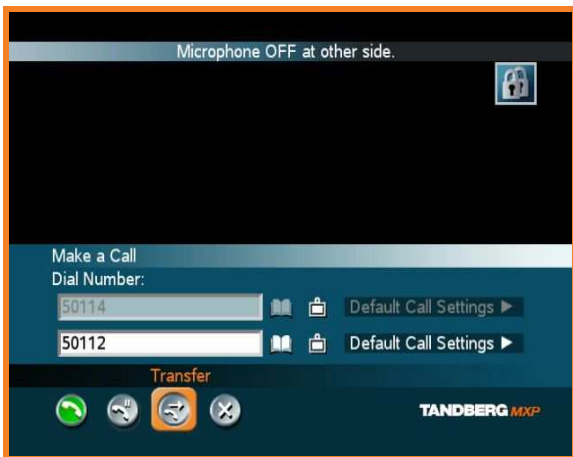 Microphone OFF at other side.
Make a Call
Dial Number:
50114 Default Call Settings
50112 Default Call Settings
Transfer
TANDBERG MXP